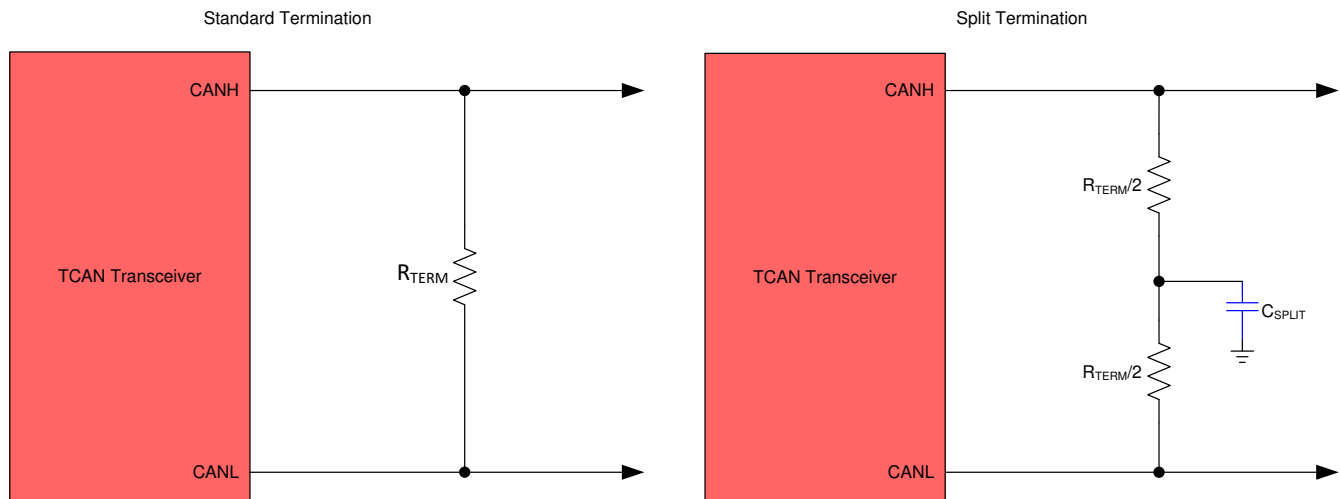 Standard Termination
CANH
TCAN Transceiver
RTERM
CANL
Split Termination
CANH
RTERM/2
TCAN Transceiver
CSPLIT
RTERM/2
CANL